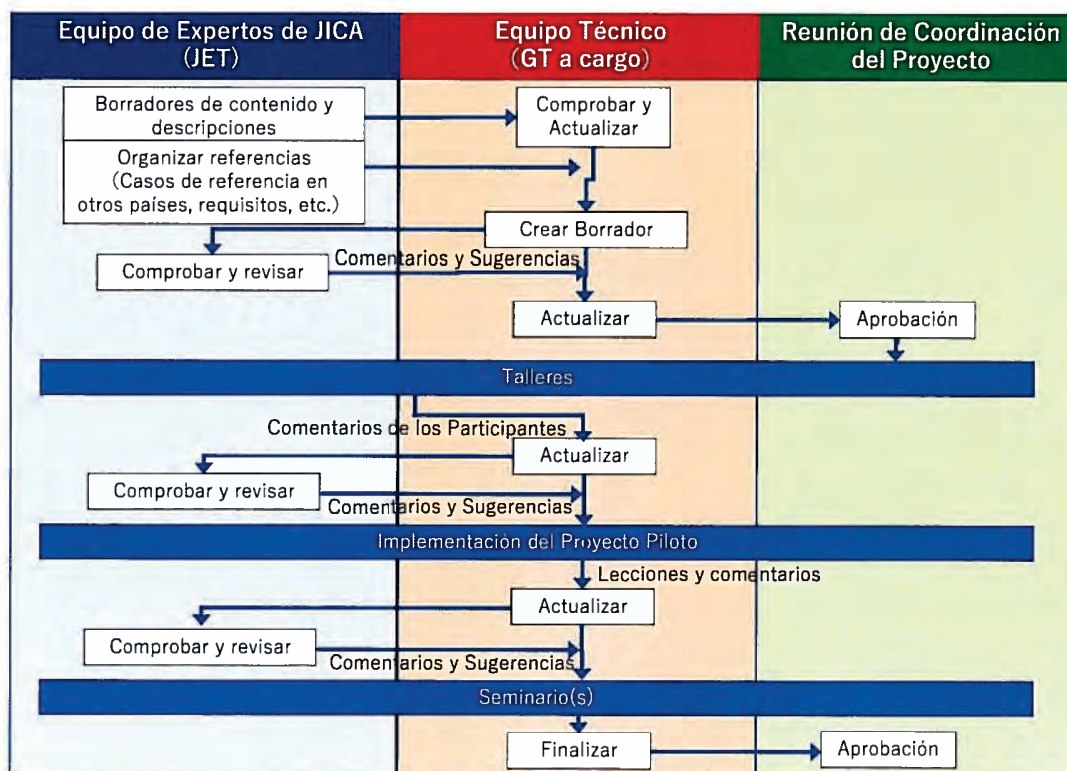 Equipo de Expertos de JICA
(JET)
Equipo Técnico
(GT a cargo)
Reunión de Coordinación
del Proyecto
Borradores de contenido y
descripciones
Comprobar y
Actualizar
Organizar referencias
(Casos de referencia en
otros países, requisitos, etc.)
Crear Borrador
Comentarios y Sugerencias
Comprobar y revisar
Actualizar
Aprobación
Talleres
Comentarios de los Participantes
Actualizar
Comprobar y revisar
Comentarios y Sugerencias
Implementación del Proyecto Piloto
Lecciones y comentarios
Actualizar
Comprobar y revisar
Comentarios y Sugerencias
Seminario(s)
Finalizar
Aprobación